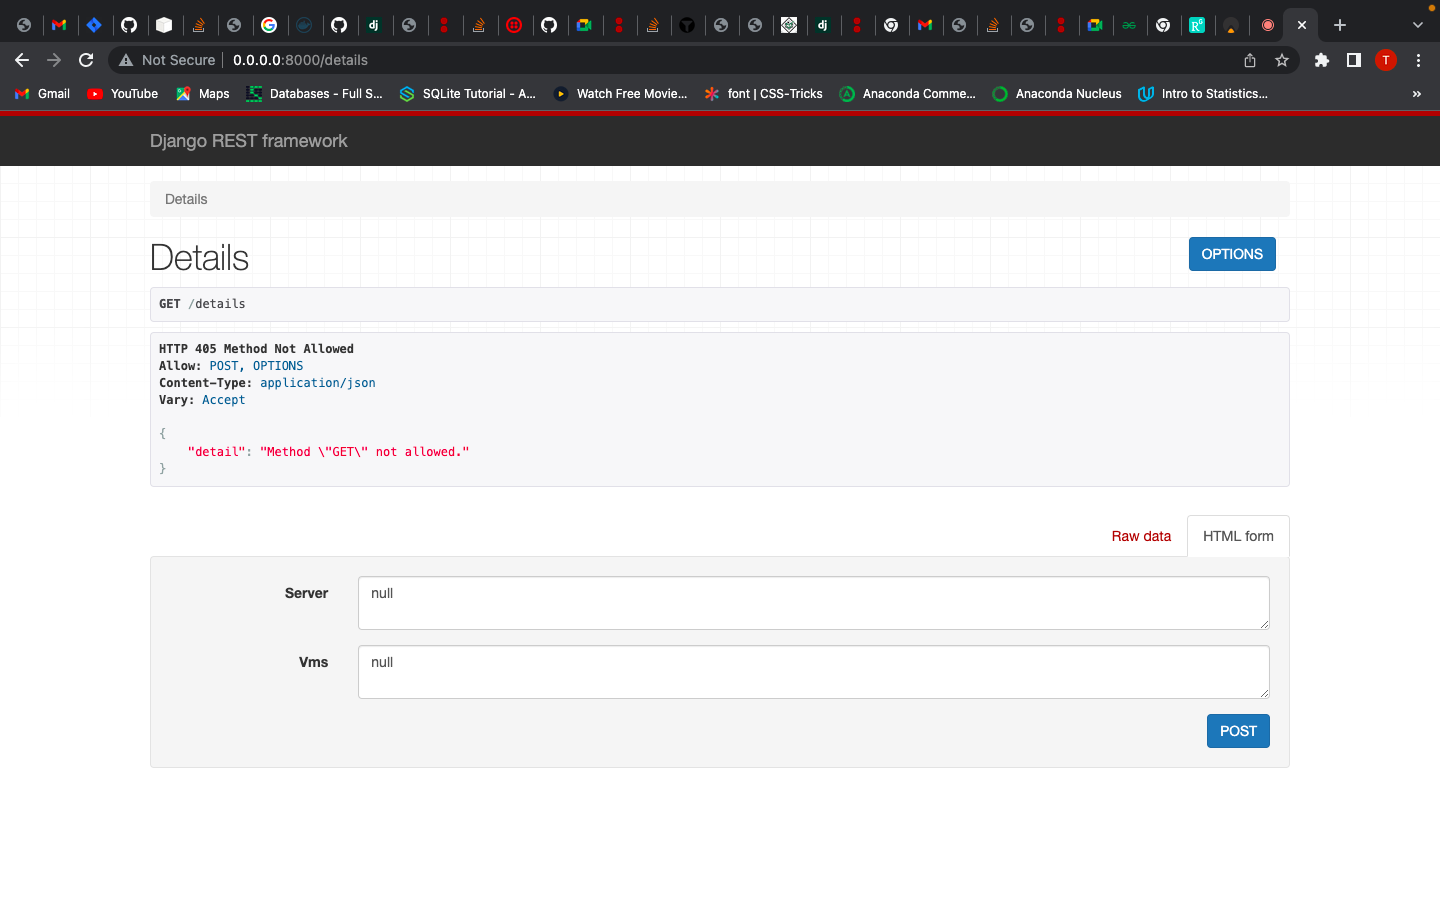 Not Secure 0.0.0.0:8000/details
T
Gmail YouTube Maps Databases - Full S... SQLite Tutorial - A... Watch Free Movie... font | CSS-Tricks Anaconda Comme... Anaconda Nucleus Intro to Statistics... »
Django REST framework
Details
Details
OPTIONS
GET /details
HTTP 405 Method Not Allowed
Allow: POST, OPTIONS
Content-Type: application/json
Vary: Accept
{
"detail": "Method \"GET\" not allowed."
}
Raw data HTML form
Server null
Vms null
POST